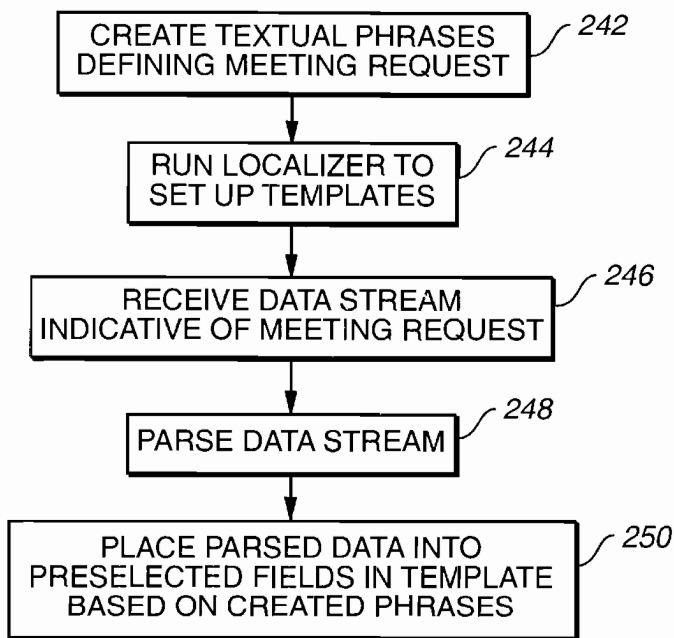 CREATE TEXTUAL PHRASES
DEFINING MEETING REQUEST
242
RUN LOCALIZER TO
SET UP TEMPLATES
244
RECEIVE DATA STREAM
INDICATIVE OF MEETING REQUEST
246
PARSE DATA STREAM
248
PLACE PARSED DATA INTO
PRESELECTED FIELDS IN TEMPLATE
BASED ON CREATED PHRASES
250